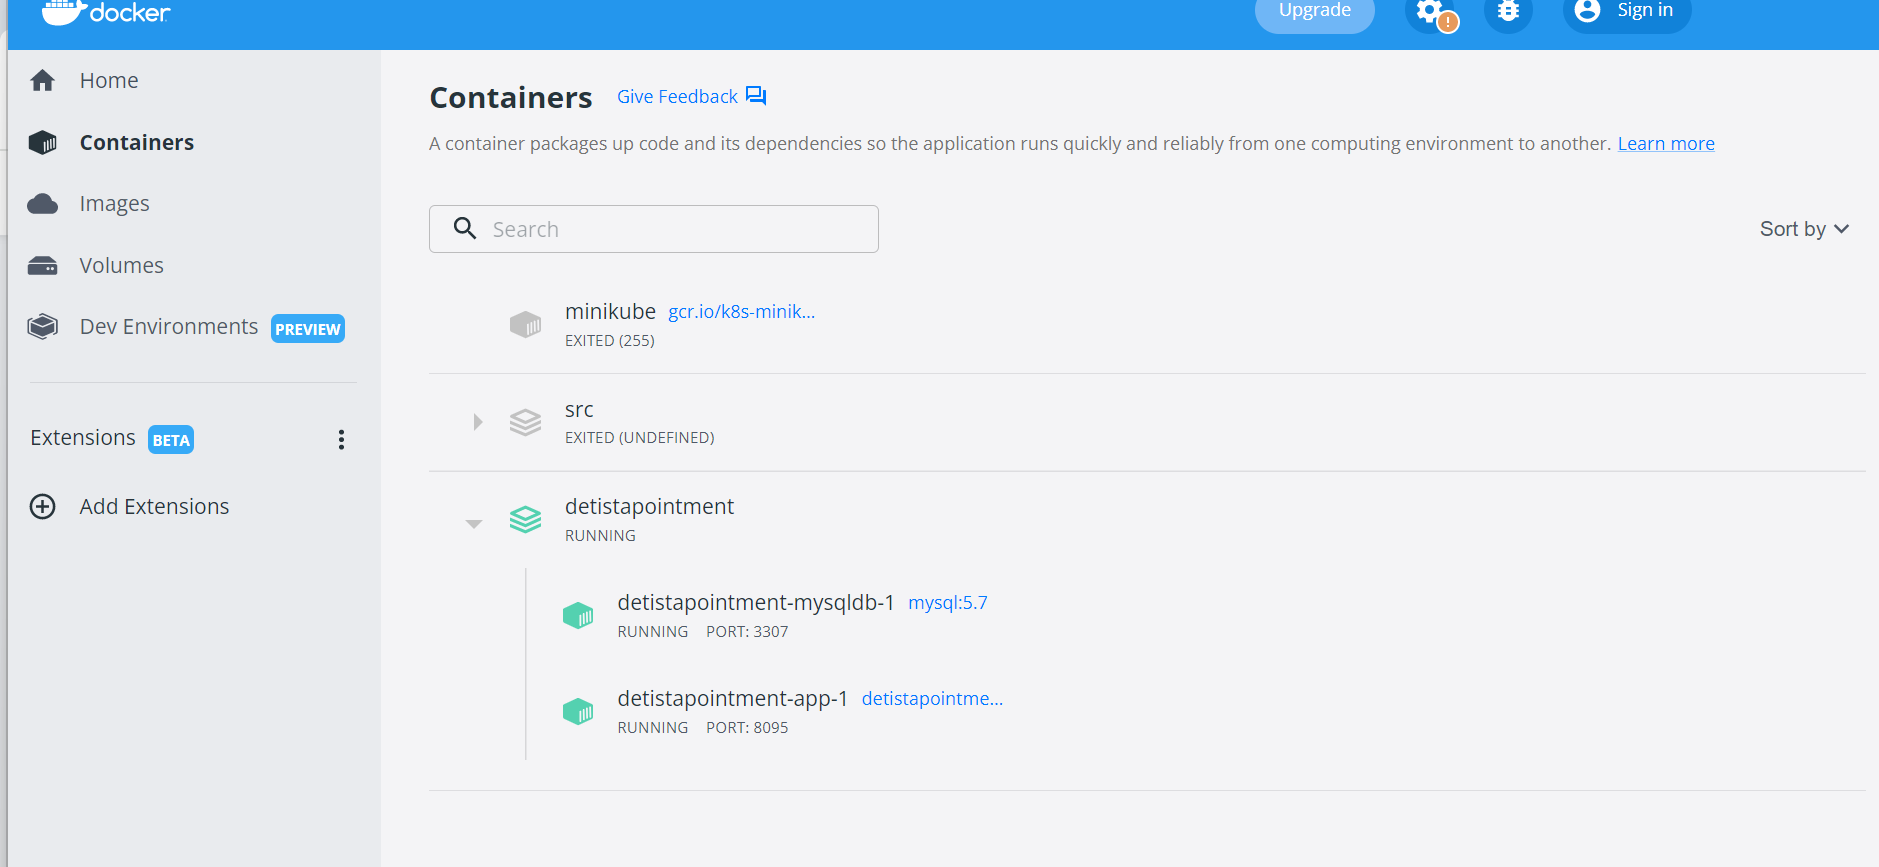 docker
Upgrade
!
Sign in
Home
Containers
Images
Volumes
Dev Environments PREVIEW
Extensions BETA
Add Extensions
Containers Give Feedback
A container packages up code and its dependencies so the application runs quickly and reliably from one computing environment to another. Learn more
Search
Sort by
minikube gcr.io/k8s-minik...
EXITED (255)
src
EXITED (UNDEFINED)
detistapointment
RUNNING
detistapointment-mysqldb-1 mysql:5.7
RUNNING PORT: 3307
detistapointment-app-1 detistapointme...
RUNNING PORT: 8095